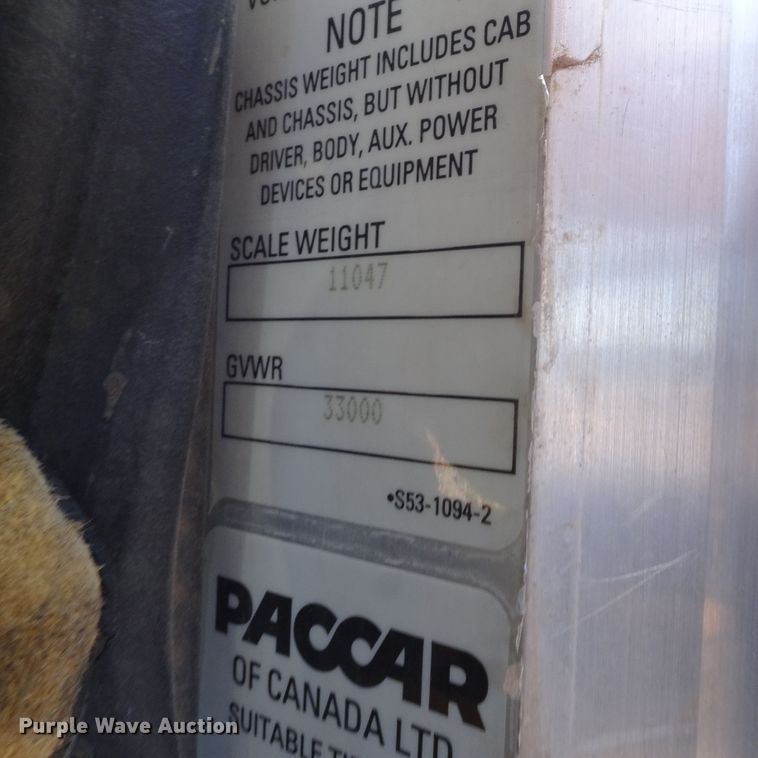 NOTE
CHASSIS WEIGHT INCLUDES CAB
AND CHASSIS, BUT WITHOUT
DRIVER, BODY, AUX. POWER
DEVICES OR EQUIPMENT
SCALE WEIGHT
11047
GVWR
33000
•S53-1094-2
PACCAR
OF CANADA LTD
SUITABLE
Purple Wave Auction